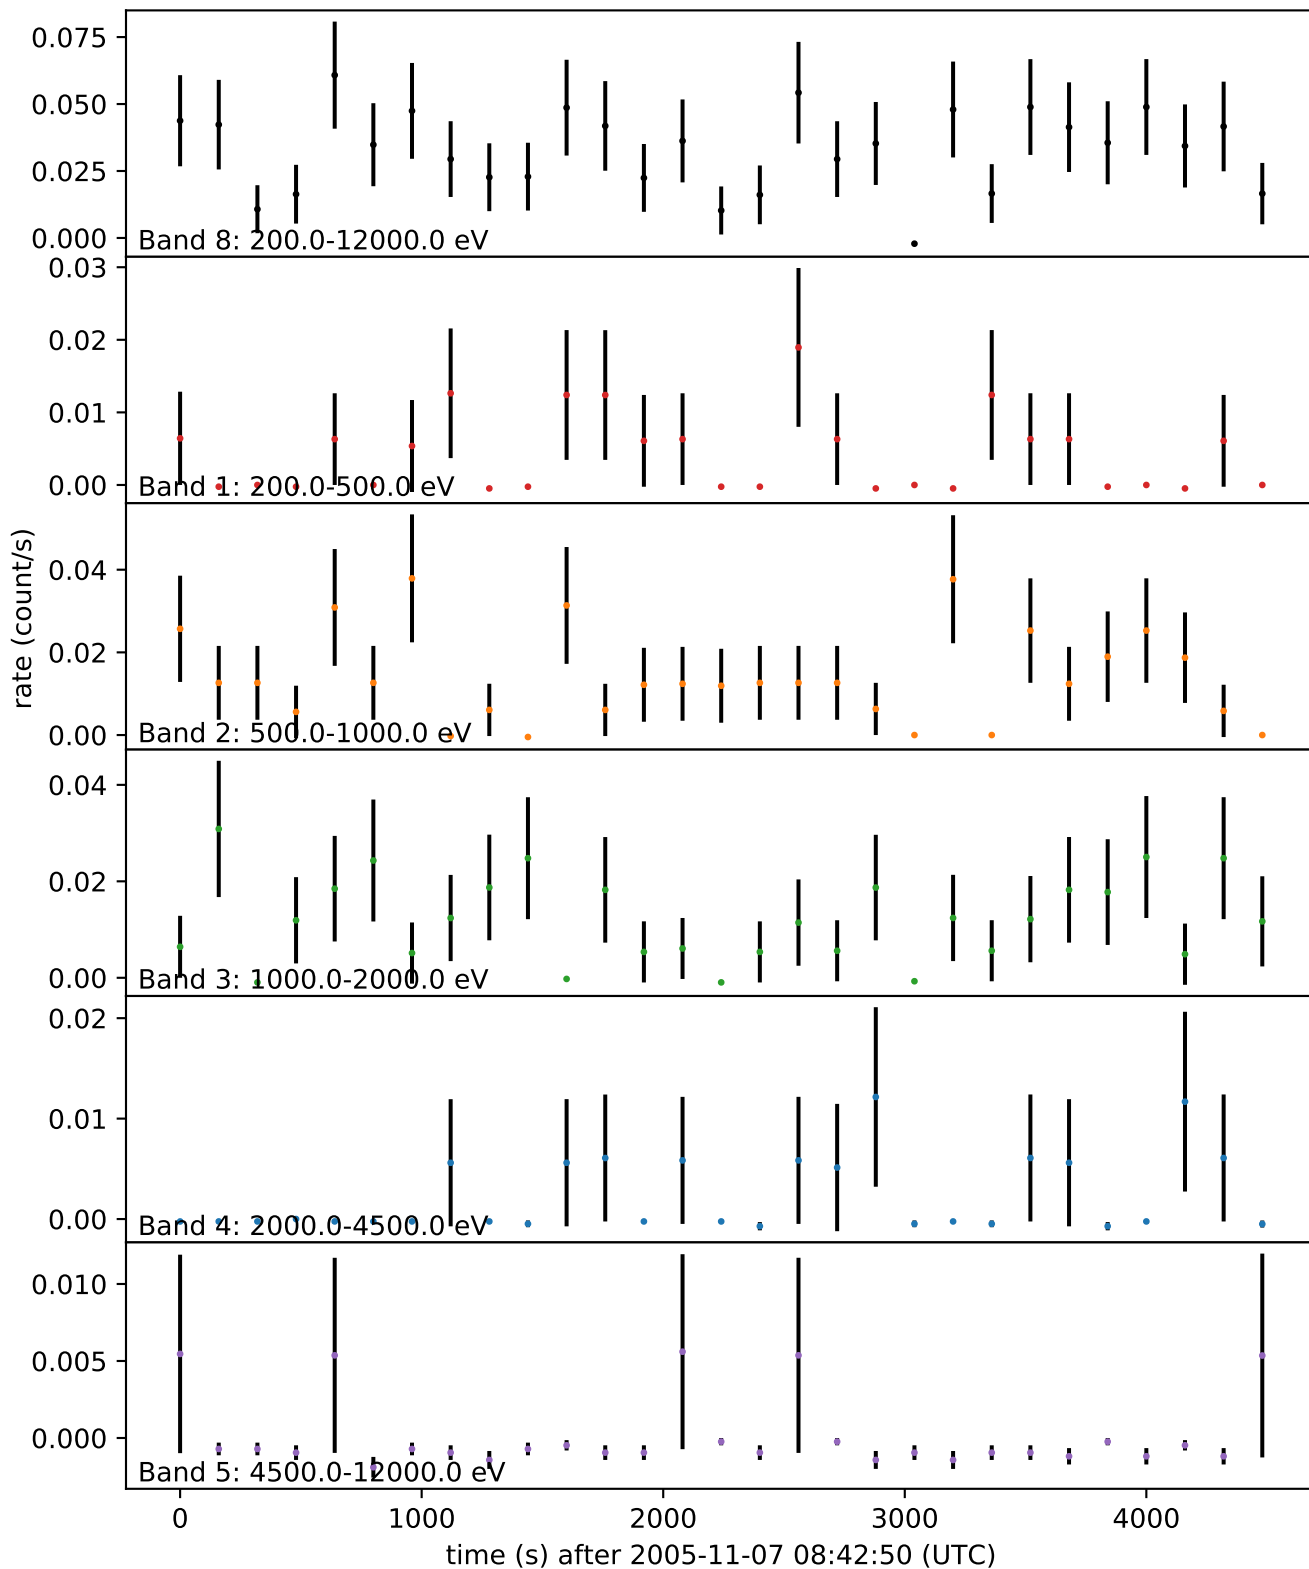 0.075
0.050
0.025
0.000
Band 8: 200.0-12000.0 eV
0.03
0.02
0.01
0.00
Band 1: 200.0-500.0 eV
rate (count/s)
0.04
0.02
0.00
Band 2: 500.0-1000.0 eV
0.04
0.02
0.00
Band 3: 1000.0-2000.0 eV
0.02
0.01
0.00
Band 4: 2000.0-4500.0 eV
0.010
0.005
0.000
Band 5: 4500.0-12000.0 eV
0 1000 2000 3000 4000
time (s) after 2005-11-07 08:42:50 (UTC)